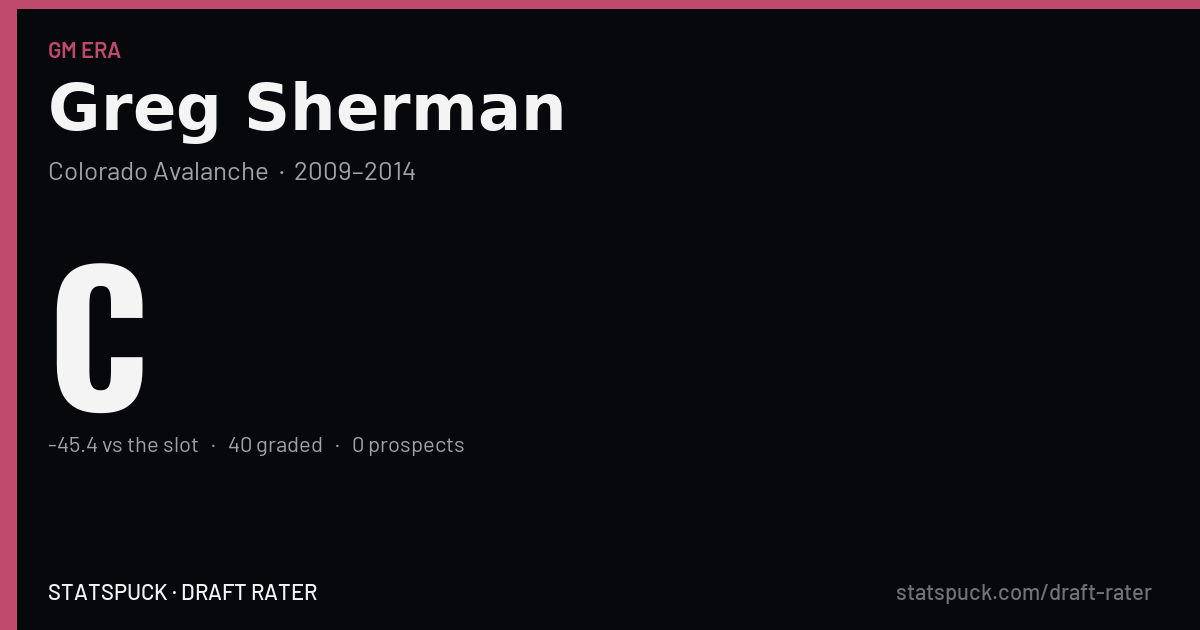 GM ERA
Greg Sherman
Colorado Avalanche · 2009–2014
C
-45.4 vs the slot · 40 graded · 0 prospects
STATSPUCK · DRAFT RATER
statspuck.com/draft-rater